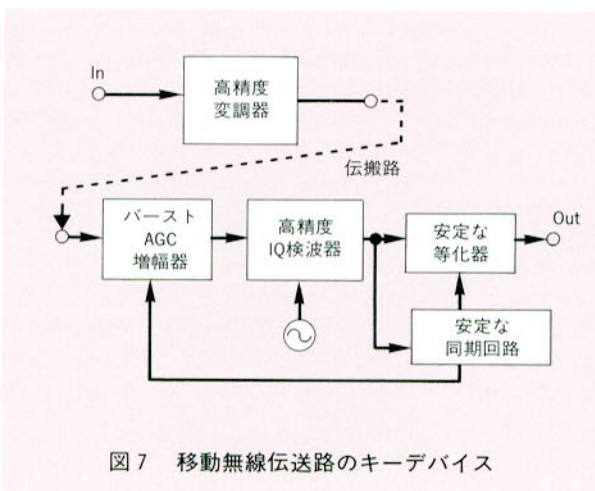 In
高精度
変調器
伝搬路
バースト
AGC
増幅器
高精度
IQ検波器
安定な
等化器
Out
安定な
同期回路
図7 移動無線伝送路のキーデバイス